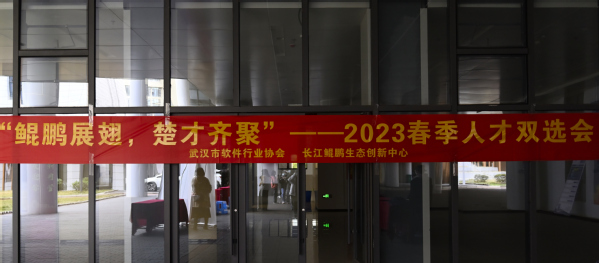 “鲲鹏展翅，楚才齐聚”——2023春季人才双选会
武汉市软件行业协会 长江鲲鹏生态创新中心